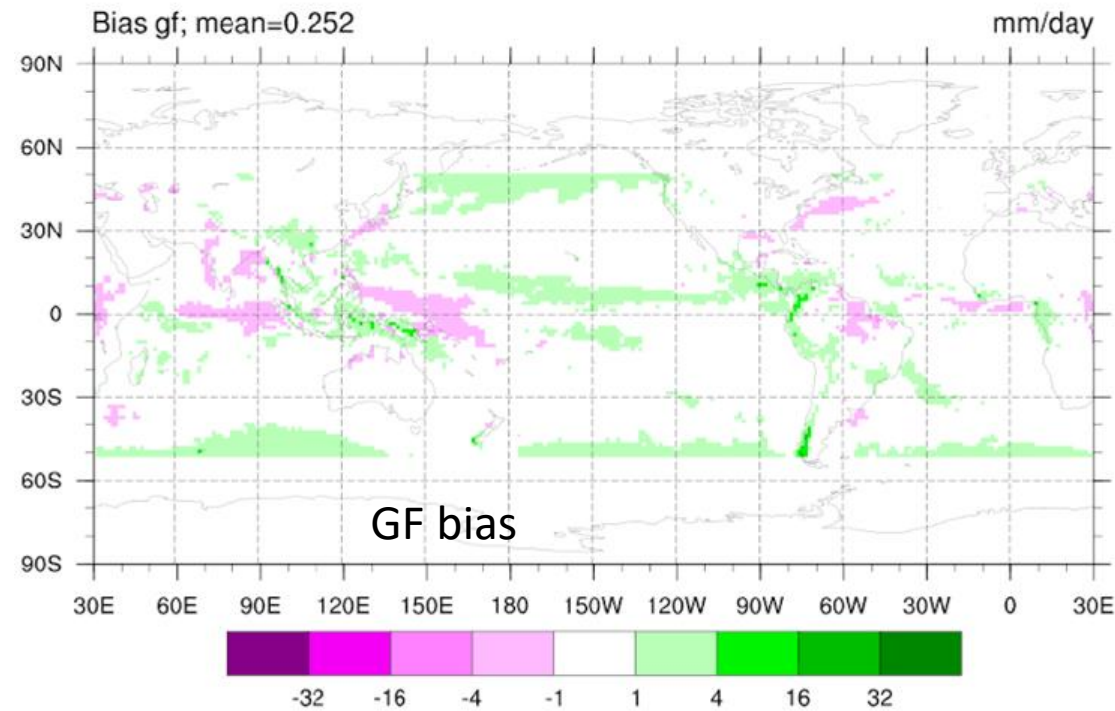 Bias gf; mean=0.252 mm/day
90N
60N
30N
0
30S
60S
90S
GF bias
30E 60E 90E 120E 150E 180 150W 120W 90W 60W 30W 0 30E
-32 -16 -4 -1 1 4 16 32